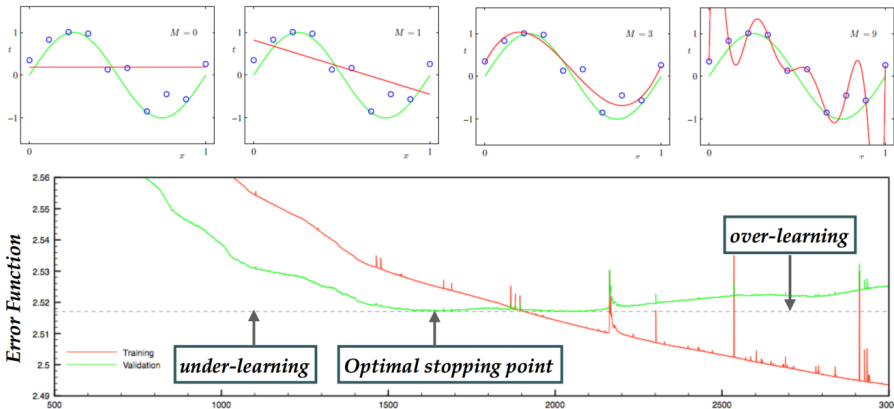 M = 0
t
1
0
−1
0
x
1
M = 1
t
1
0
−1
0
x
1
M = 3
t
1
0
−1
0
x
1
M = 9
t
1
0
−1
0
x
1
Error Function
2.56
2.55
2.54
2.53
2.52
2.51
2.5
2.49
Training
Validation
under-learning
Optimal stopping point
over-learning
500
1000
1500
2000
2500
300